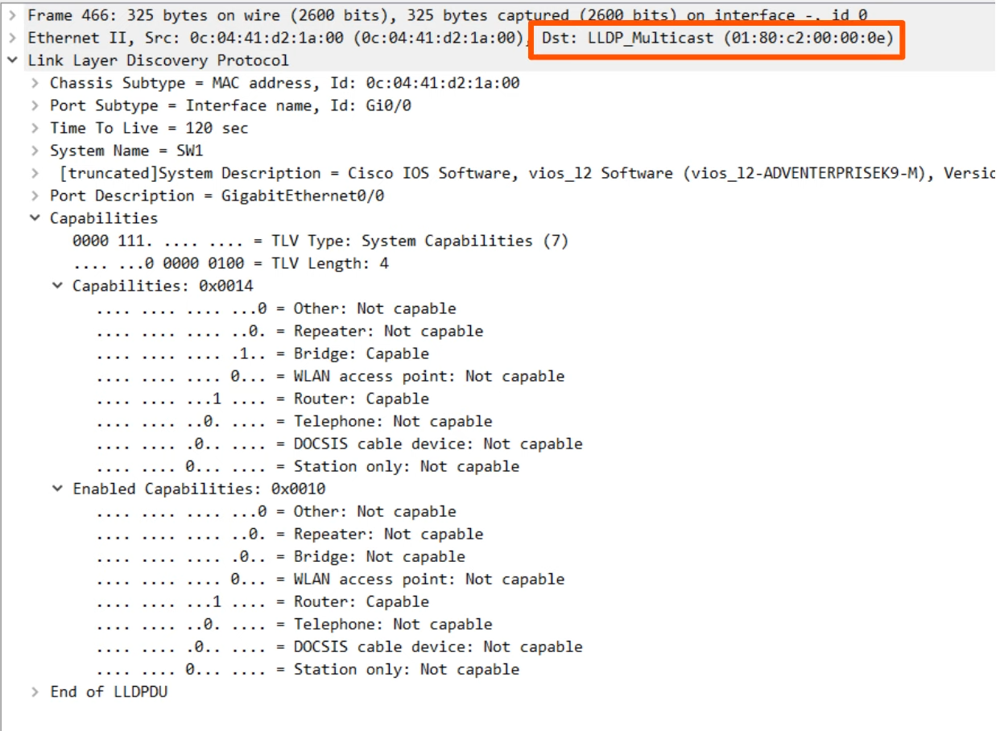 Frame 466: 325 bytes on wire (2600 bits), 325 bytes captured (2600 bits) on interface -, id 0
Ethernet II, Src: 0c:04:41:d2:1a:00 (0c:04:41:d2:1a:00), Dst: LLDP_Multicast (01:80:c2:00:00:0e)
Link Layer Discovery Protocol
Chassis Subtype = MAC address, Id: 0c:04:41:d2:1a:00
Port Subtype = Interface name, Id: Gi0/0
Time To Live = 120 sec
System Name = SW1
[truncated]System Description = Cisco IOS Software, vios_l2 Software (vios_l2-ADVENTERPRISEK9-M), Versio
Port Description = GigabitEthernet0/0
Capabilities
0000 111. .... .... = TLV Type: System Capabilities (7)
.... ...0 0000 0100 = TLV Length: 4
Capabilities: 0x0014
.... .... .... ...0 = Other: Not capable
.... .... .... ..0. = Repeater: Not capable
.... .... .... .1.. = Bridge: Capable
.... .... .... 0... = WLAN access point: Not capable
.... .... ...1 .... = Router: Capable
.... .... ..0. .... = Telephone: Not capable
.... .... .0.. .... = DOCSIS cable device: Not capable
.... .... 0... .... = Station only: Not capable
Enabled Capabilities: 0x0010
.... .... .... ...0 = Other: Not capable
.... .... .... ..0. = Repeater: Not capable
.... .... .... .0.. = Bridge: Not capable
.... .... .... 0... = WLAN access point: Not capable
.... .... ...1 .... = Router: Capable
.... .... ..0. .... = Telephone: Not capable
.... .... .0.. .... = DOCSIS cable device: Not capable
.... .... 0... .... = Station only: Not capable
End of LLDPDU